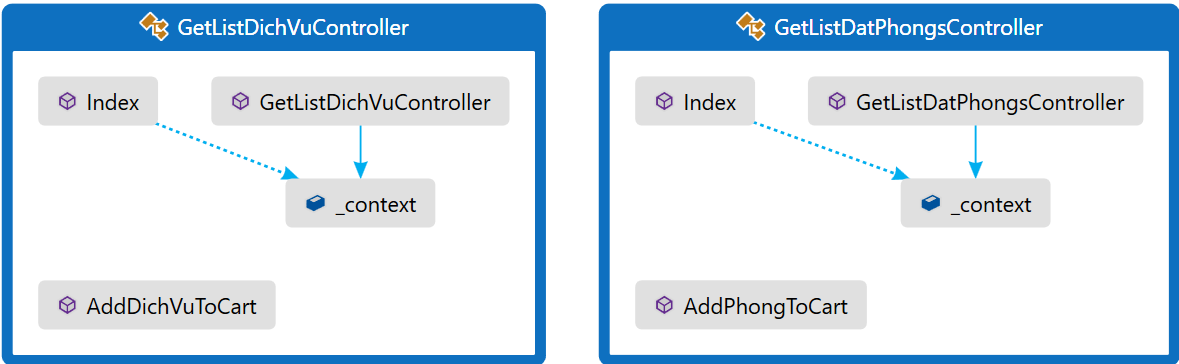 GetListDichVuController
Index
GetListDichVuController
_context
AddDichVuToCart
GetListDatPhongsController
Index
GetListDatPhongsController
_context
AddPhongToCart